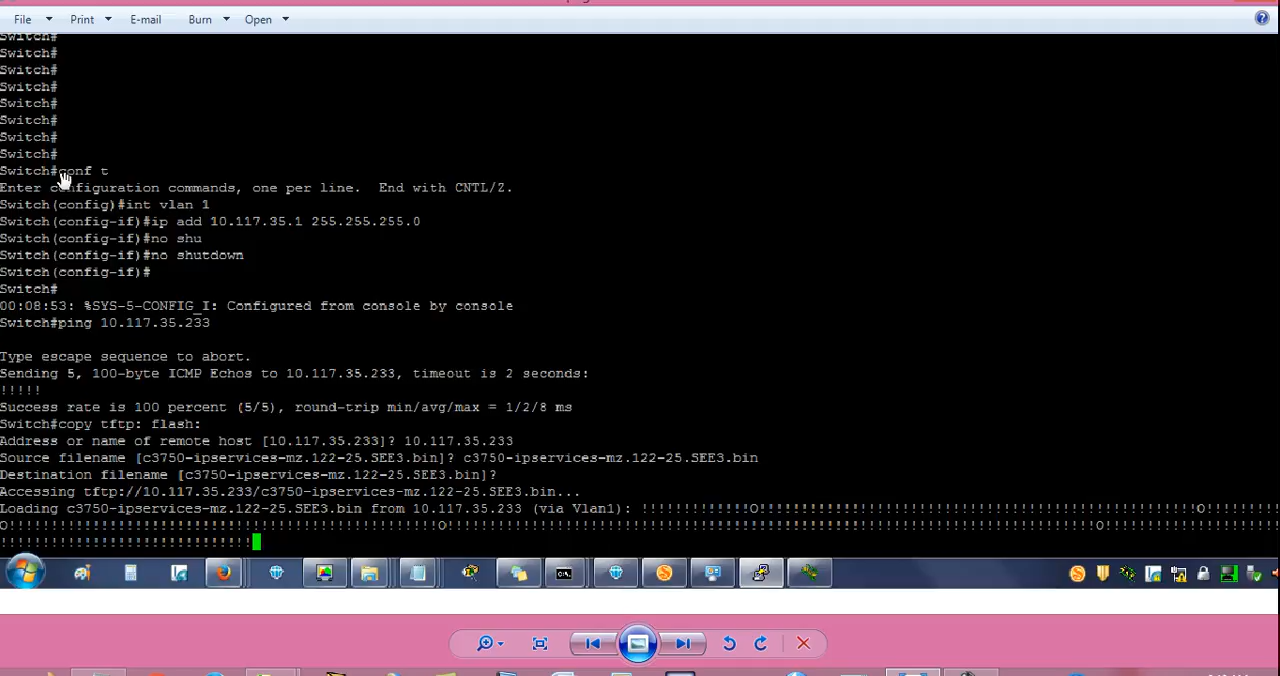 File Print E-mail Burn Open
Switch#
Switch#
Switch#
Switch#
Switch#
Switch#
Switch#
Switch#
Switch#conf t
Enter configuration commands, one per line.  End with CNTL/Z.
Switch(config)#int vlan 1
Switch(config-if)#ip add 10.117.35.1 255.255.255.0
Switch(config-if)#no shu
Switch(config-if)#no shutdown
Switch(config-if)#
Switch#
00:08:53: %SYS-5-CONFIG_I: Configured from console by console
Switch#ping 10.117.35.233
Type escape sequence to abort.
Sending 5, 100-byte ICMP Echos to 10.117.35.233, timeout is 2 seconds:
!!!!!
Success rate is 100 percent (5/5), round-trip min/avg/max = 1/2/8 ms
Switch#copy tftp: flash:
Address or name of remote host [10.117.35.233]? 10.117.35.233
Source filename [c3750-ipservices-mz.122-25.SEE3.bin]? c3750-ipservices-mz.122-25.SEE3.bin
Destination filename [c3750-ipservices-mz.122-25.SEE3.bin]?
Accessing tftp://10.117.35.233/c3750-ipservices-mz.122-25.SEE3.bin...
Loading c3750-ipservices-mz.122-25.SEE3.bin from 10.117.35.233 (via Vlan1): !!!!!!!!!!!!!O!!!!!!!!!!!!!!!!!!!!!!!!!!!!!!!!!!!!!!!!!!!!!!!!!!!!O!!!!!!!!
O!!!!!!!!!!!!!!!!!!!!!!!!!!!!!!!!!!!!!!!!!!!!!!!!!!!O!!!!!!!!!!!!!!!!!!!!!!!!!!!!!!!!!!!!!!!!!!!!!!!!!!!!!!!!!!!!!!!!!!!!!!!!!!!!!O!!!!!!!!!!!!!!!!!!!!
!!!!!!!!!!!!!!!!!!!!!!!!!!!!!!